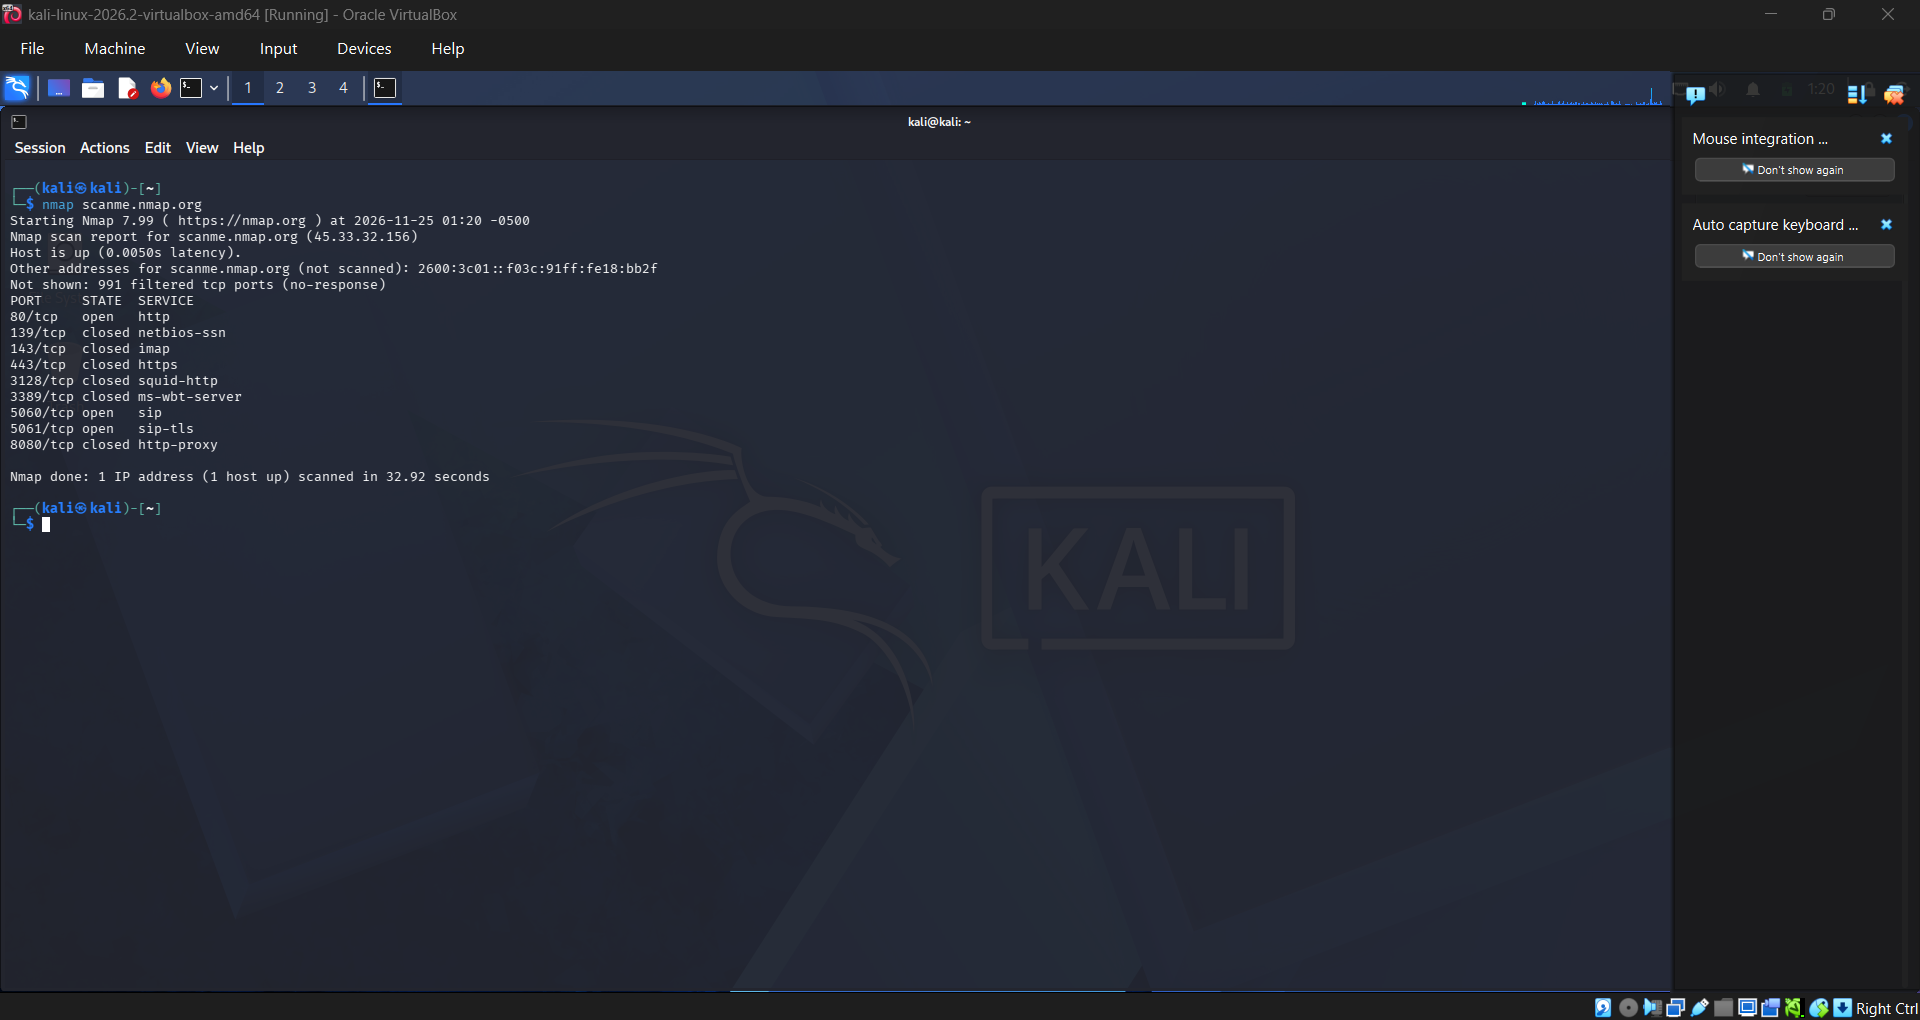 kali-linux-2026.2-virtualbox-amd64 [Running] - Oracle VirtualBox
File Machine View Input Devices Help
1 2 3 4
1:20
kali@kali: ~
Session Actions Edit View Help
┌──(kali㉿kali)-[~]
└─$ nmap scanme.nmap.org
Starting Nmap 7.99 ( https://nmap.org ) at 2026-11-25 01:20 -0500
Nmap scan report for scanme.nmap.org (45.33.32.156)
Host is up (0.0050s latency).
Other addresses for scanme.nmap.org (not scanned): 2600:3c01::f03c:91ff:fe18:bb2f
Not shown: 991 filtered tcp ports (no-response)
PORT     STATE  SERVICE
80/tcp   open   http
139/tcp  closed netbios-ssn
143/tcp  closed imap
443/tcp  closed https
3128/tcp closed squid-http
3389/tcp closed ms-wbt-server
5060/tcp open   sip
5061/tcp open   sip-tls
8080/tcp closed http-proxy
Nmap done: 1 IP address (1 host up) scanned in 32.92 seconds
┌──(kali㉿kali)-[~]
└─$
KALI
Mouse integration ...
Don't show again
Auto capture keyboard ...
Don't show again
Right Ctrl